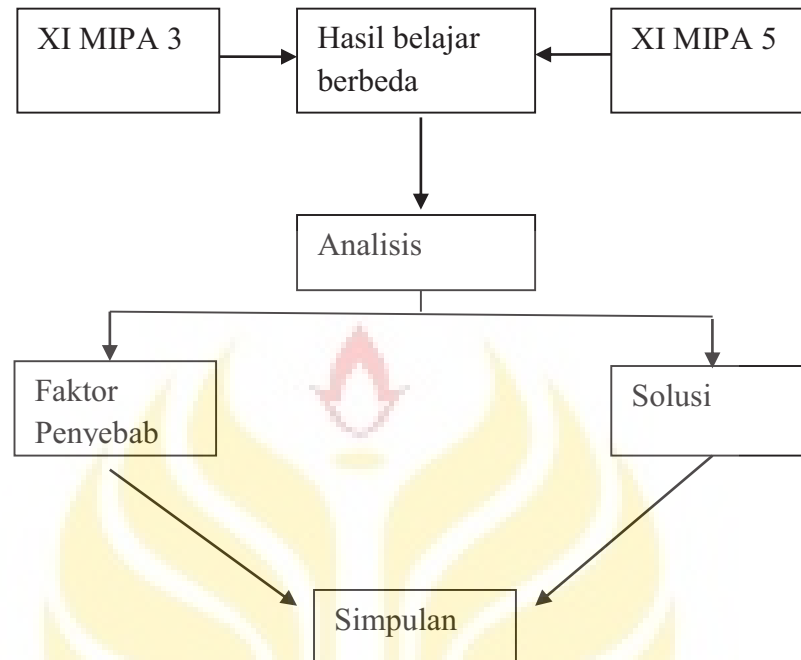 XI MIPA 3
Hasil belajar
berbeda
XI MIPA 5
Analisis
Faktor
Penyebab
Solusi
Simpulan